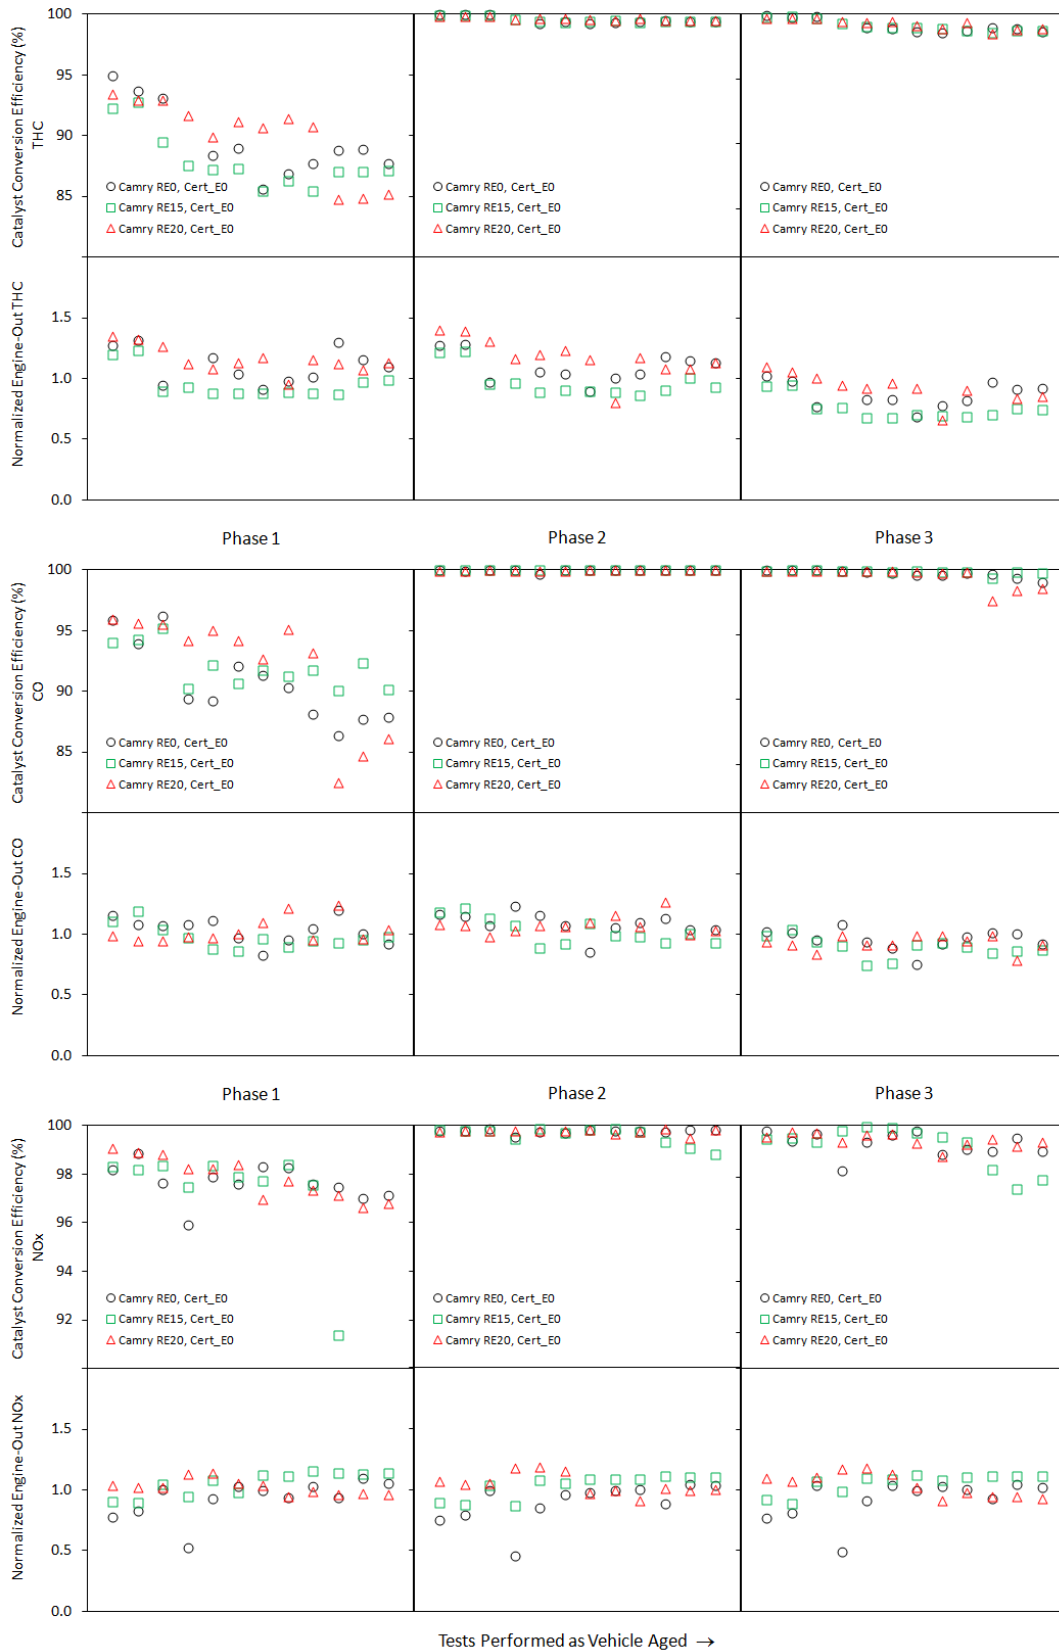 Catalyst Conversion Efficiency (%)
THC
100
95
90
85
Camry RE0, Cert_E0
Camry RE15, Cert_E0
Camry RE20, Cert_E0
Camry RE0, Cert_E0
Camry RE15, Cert_E0
Camry RE20, Cert_E0
Camry RE0, Cert_E0
Camry RE15, Cert_E0
Camry RE20, Cert_E0
Normalized Engine-Out THC
1.5
1.0
0.5
0.0
Phase 1
Phase 2
Phase 3
Catalyst Conversion Efficiency (%)
CO
100
95
90
85
Camry RE0, Cert_E0
Camry RE15, Cert_E0
Camry RE20, Cert_E0
Camry RE0, Cert_E0
Camry RE15, Cert_E0
Camry RE20, Cert_E0
Camry RE0, Cert_E0
Camry RE15, Cert_E0
Camry RE20, Cert_E0
Normalized Engine-Out CO
1.5
1.0
0.5
0.0
Phase 1
Phase 2
Phase 3
Catalyst Conversion Efficiency (%)
NOx
100
98
96
94
92
Camry RE0, Cert_E0
Camry RE15, Cert_E0
Camry RE20, Cert_E0
Camry RE0, Cert_E0
Camry RE15, Cert_E0
Camry RE20, Cert_E0
Camry RE0, Cert_E0
Camry RE15, Cert_E0
Camry RE20, Cert_E0
Normalized Engine-Out NOx
1.5
1.0
0.5
0.0
Tests Performed as Vehicle Aged →